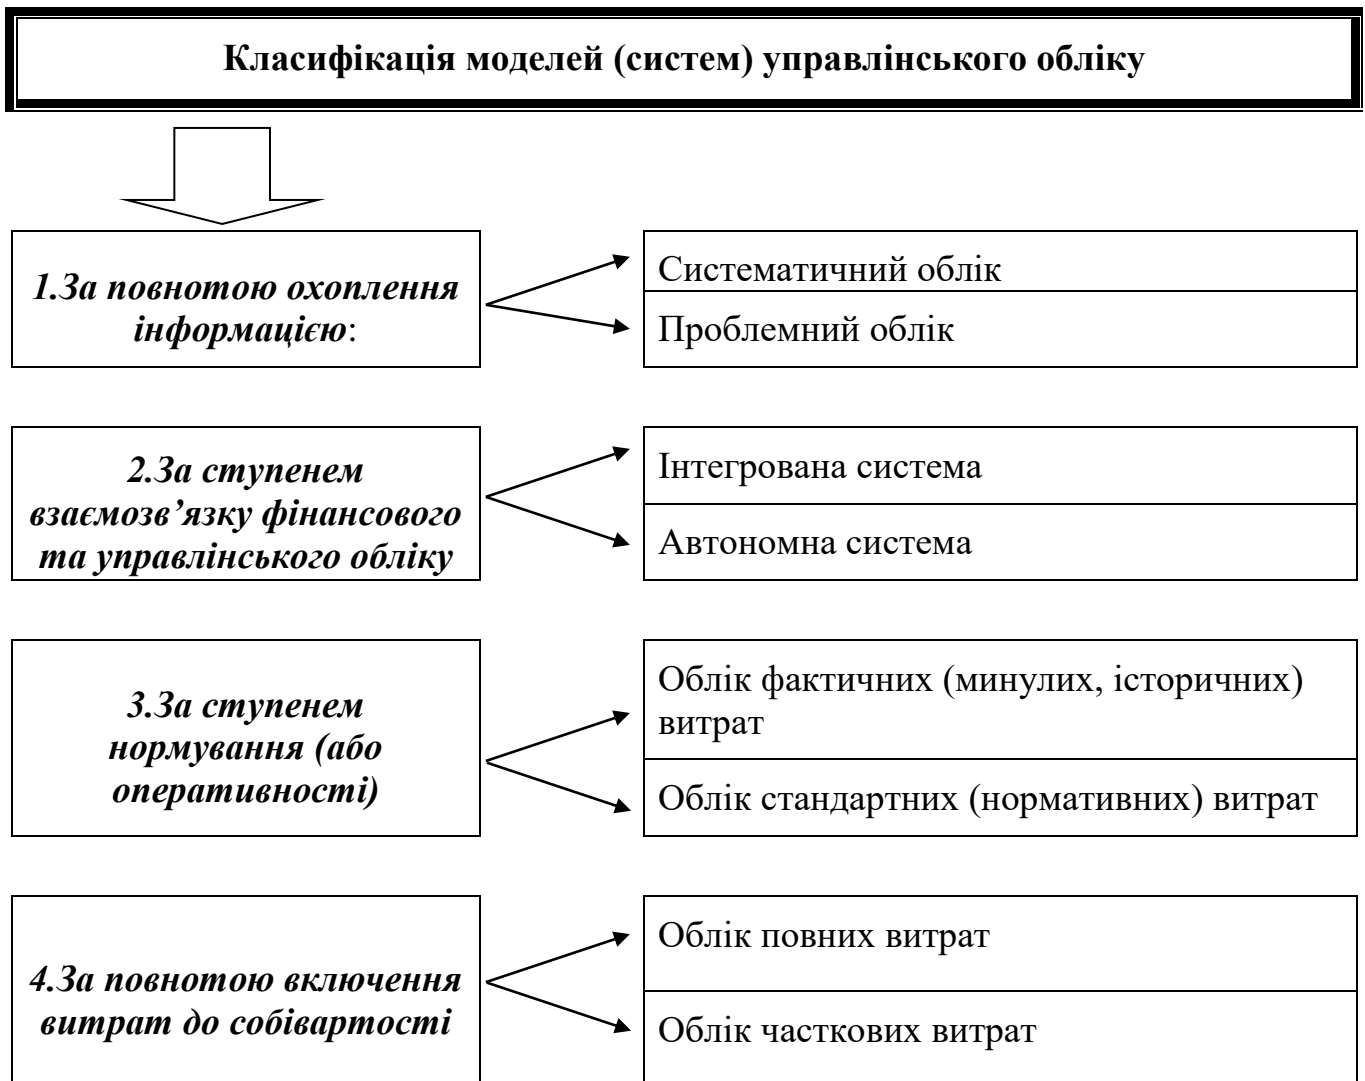 Класифікація моделей (систем) управлінського обліку
1.За повнотою охоплення
інформацією:
Систематичний облік
Проблемний облік
2.За ступенем
взаємозв’язку фінансового
та управлінського обліку
Інтегрована система
Автономна система
3.За ступенем
нормування (або
оперативності)
Облік фактичних (минулих, історичних)
витрат
Облік стандартних (нормативних) витрат
4.За повнотою включення
витрат до собівартості
Облік повних витрат
Облік часткових витрат